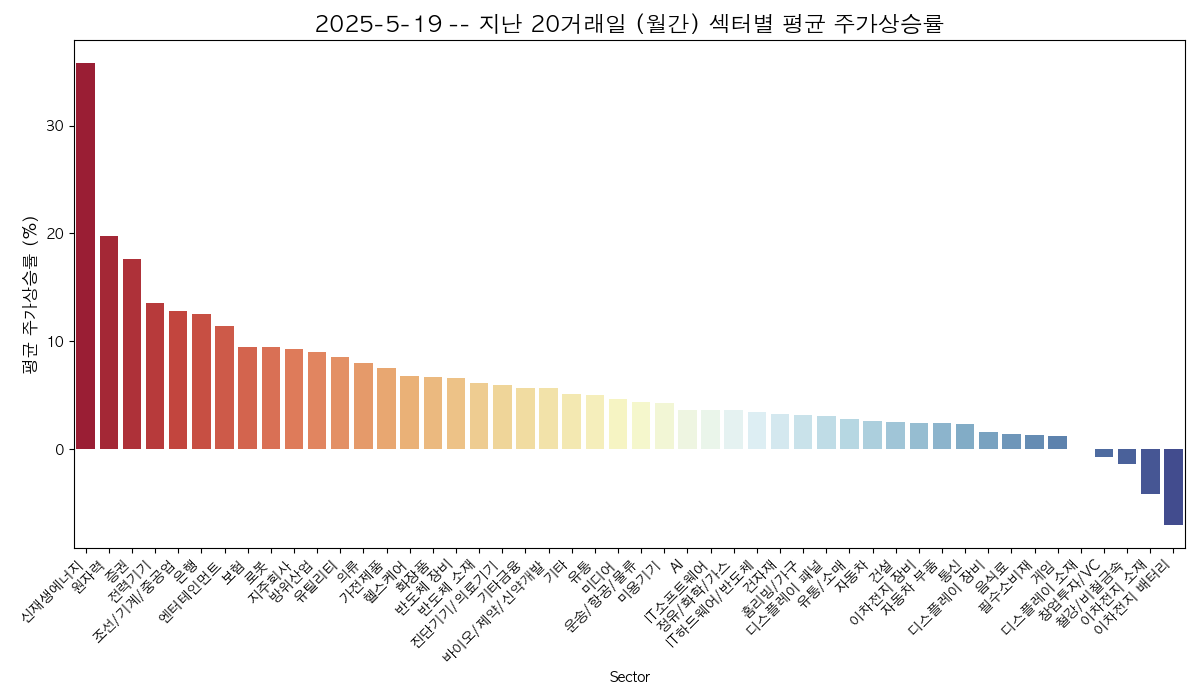 2025-5-19 -- 지난 20거래일 (월간) 섹터별 평균 주가상승률
평균 주가상승률 (%)
30
20
10
0
신재생에너지
원자력
증권
전력기기
조선/기계/중공업
은행
엔터테인먼트
보험
로봇
지주회사
방위산업
유틸리티
의류
가전제품
헬스케어
화장품
반도체 장비
반도체 소재
진단기기/의료기기
기타금융
바이오/제약/신약개발
기타
유통
미디어
운송/항공/물류
미용기기
AI
IT소프트웨어
정유/화학/가스
IT하드웨어/반도체
건자재
홈리빙/가구
디스플레이 패널
유통/소매
자동차
건설
이차전지 장비
자동차 부품
통신
디스플레이 장비
음식료
필수소비재
게임
디스플레이 소재
창업투자/VC
철강/비철금속
이차전지 소재
이차전지 배터리
Sector